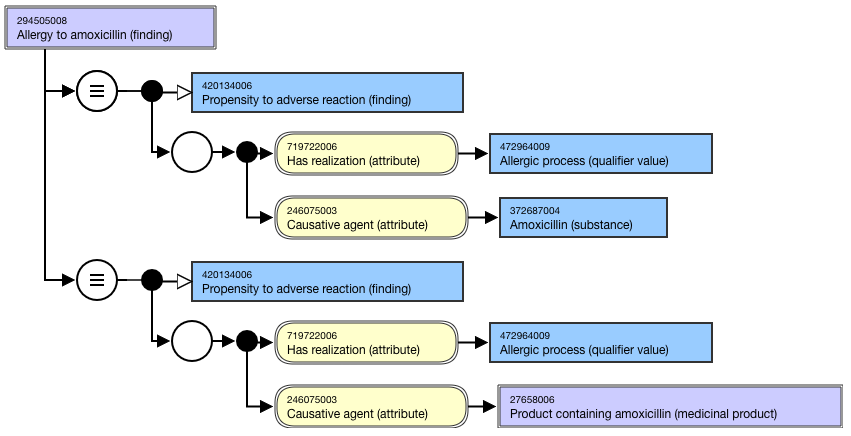 294505008
Allergy to amoxicillin (finding)
420134006
Propensity to adverse reaction (finding)
719722006
Has realization (attribute)
472964009
Allergic process (qualifier value)
246075003
Causative agent (attribute)
372687004
Amoxicillin (substance)
420134006
Propensity to adverse reaction (finding)
719722006
Has realization (attribute)
472964009
Allergic process (qualifier value)
246075003
Causative agent (attribute)
27658006
Product containing amoxicillin (medicinal product)